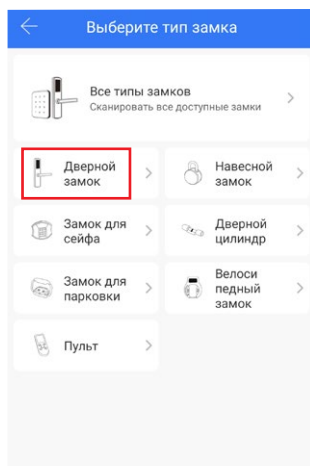 Выберите тип замка
Все типы замков
Сканировать все доступные замки
Дверной
замок
Навесной
замок
Замок для
сейфа
Дверной
цилиндр
Замок для
парковки
Велоси
педный
замок
Пульт